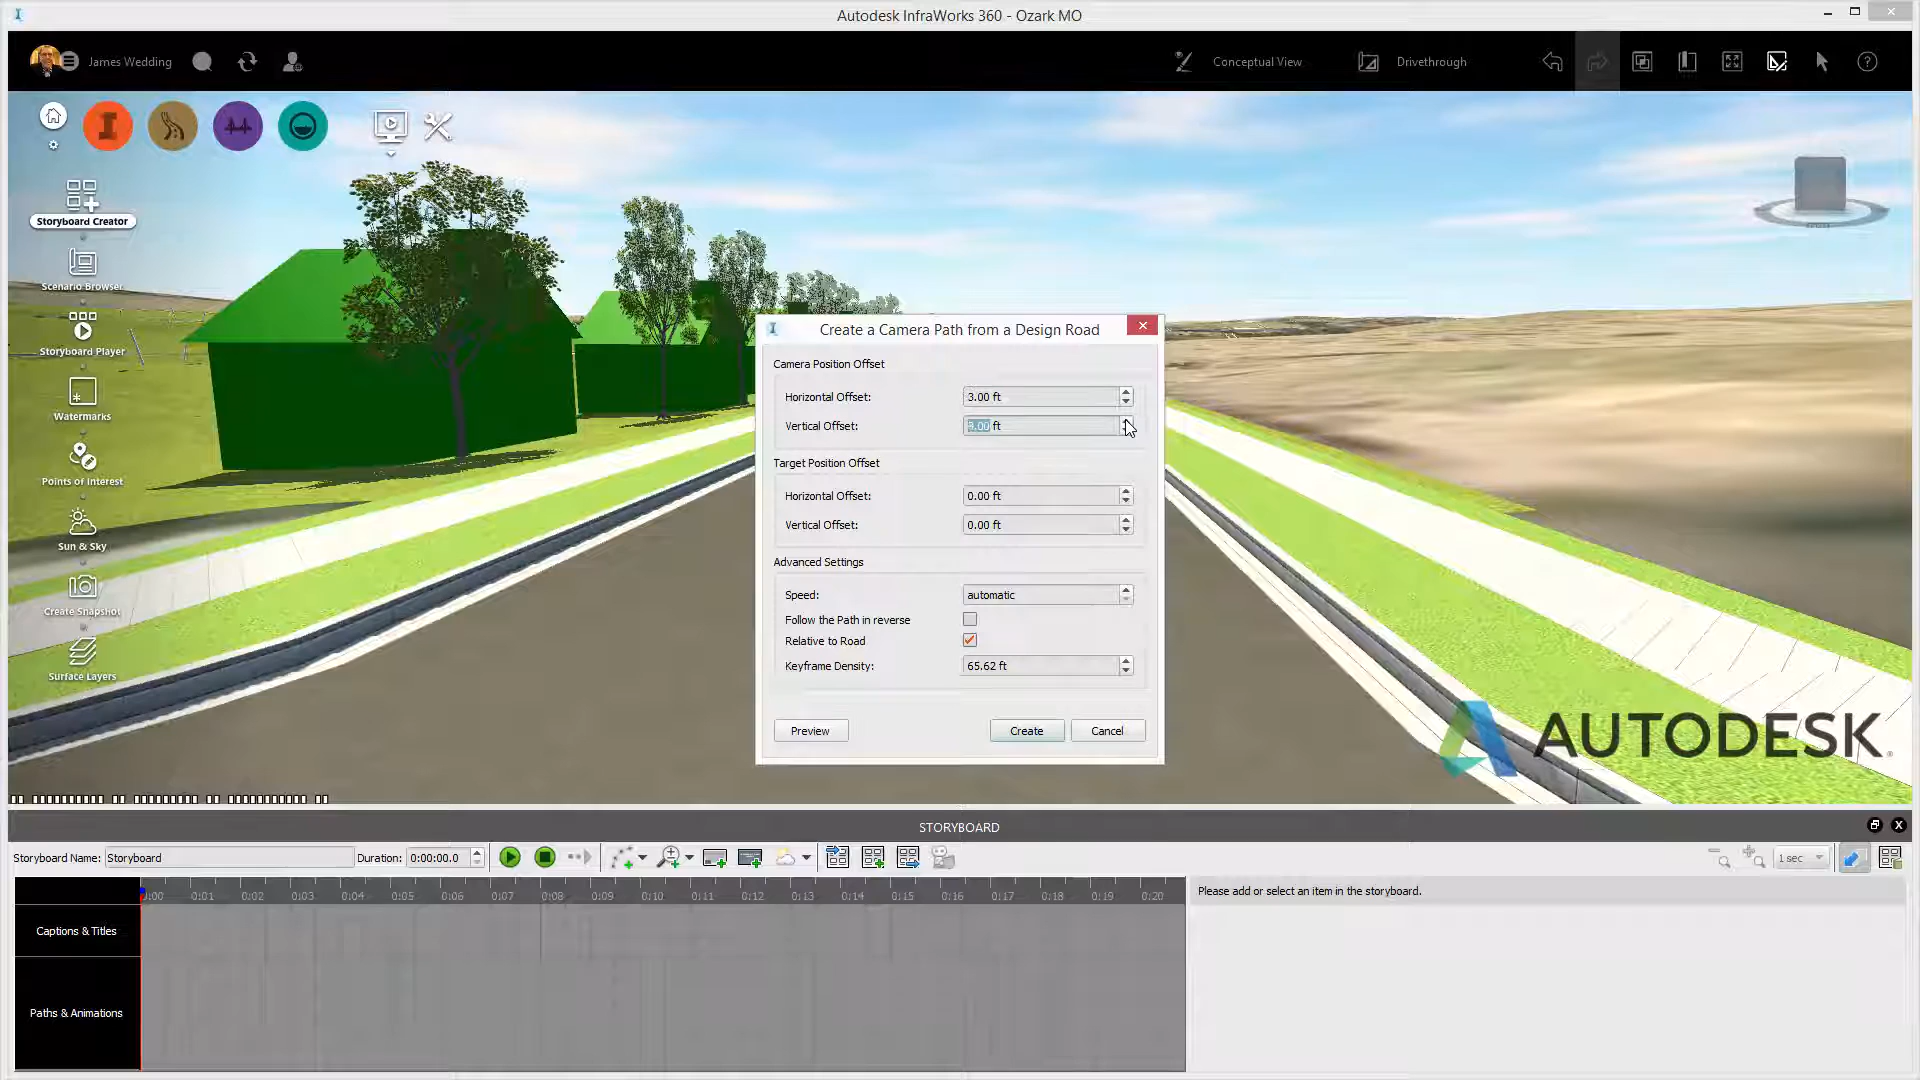 Autodesk InfraWorks 360 - Ozark MO
James Wedding
Conceptual View
Drivethrough
Storyboard Creator
Scenario Browser
Storyboard Player
Watermarks
Points of Interest
Sun & Sky
Create Snapshot
Surface Layers
Create a Camera Path from a Design Road
Camera Position Offset
Horizontal Offset: 3.00 ft
Vertical Offset: ft
Target Position Offset
Horizontal Offset: 0.00 ft
Vertical Offset: 0.00 ft
Advanced Settings
Speed: automatic
Follow the Path in reverse
Relative to Road
Keyframe Density: 65.62 ft
Preview
Create
Cancel
AUTODESK.
STORYBOARD
Storyboard Name: Storyboard
Duration: 0:00:00.0
1 sec
0:00 0:01 0:02 0:03 0:04 0:05 0:06 0:07 0:08 0:09 0:10 0:11 0:12 0:13 0:14 0:15 0:16 0:17 0:18 0:19 0:20
Please add or select an item in the storyboard.
Captions & Titles
Paths & Animations